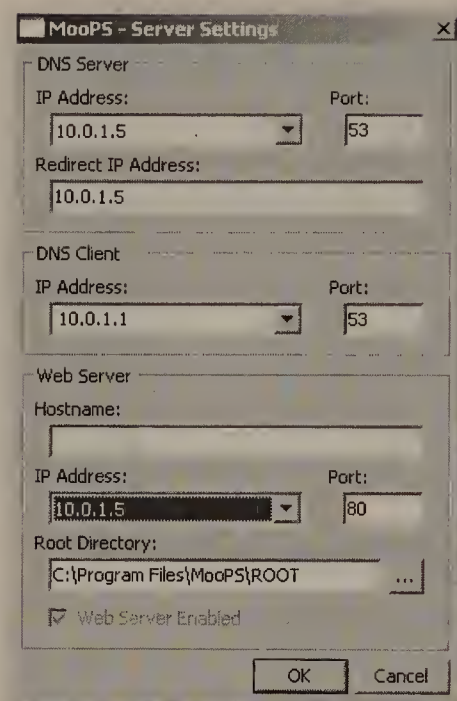 MooPS - Server Settings
DNS Server
IP Address: Port:
10.0.1.5 53
Redirect IP Address:
10.0.1.5
DNS Client
IP Address: Port:
10.0.1.1 53
Web Server
Hostname:
IP Address: Port:
10.0.1.5 80
Root Directory:
C:\Program Files\MooPS\ROOT ...
Web Server Enabled
OK Cancel